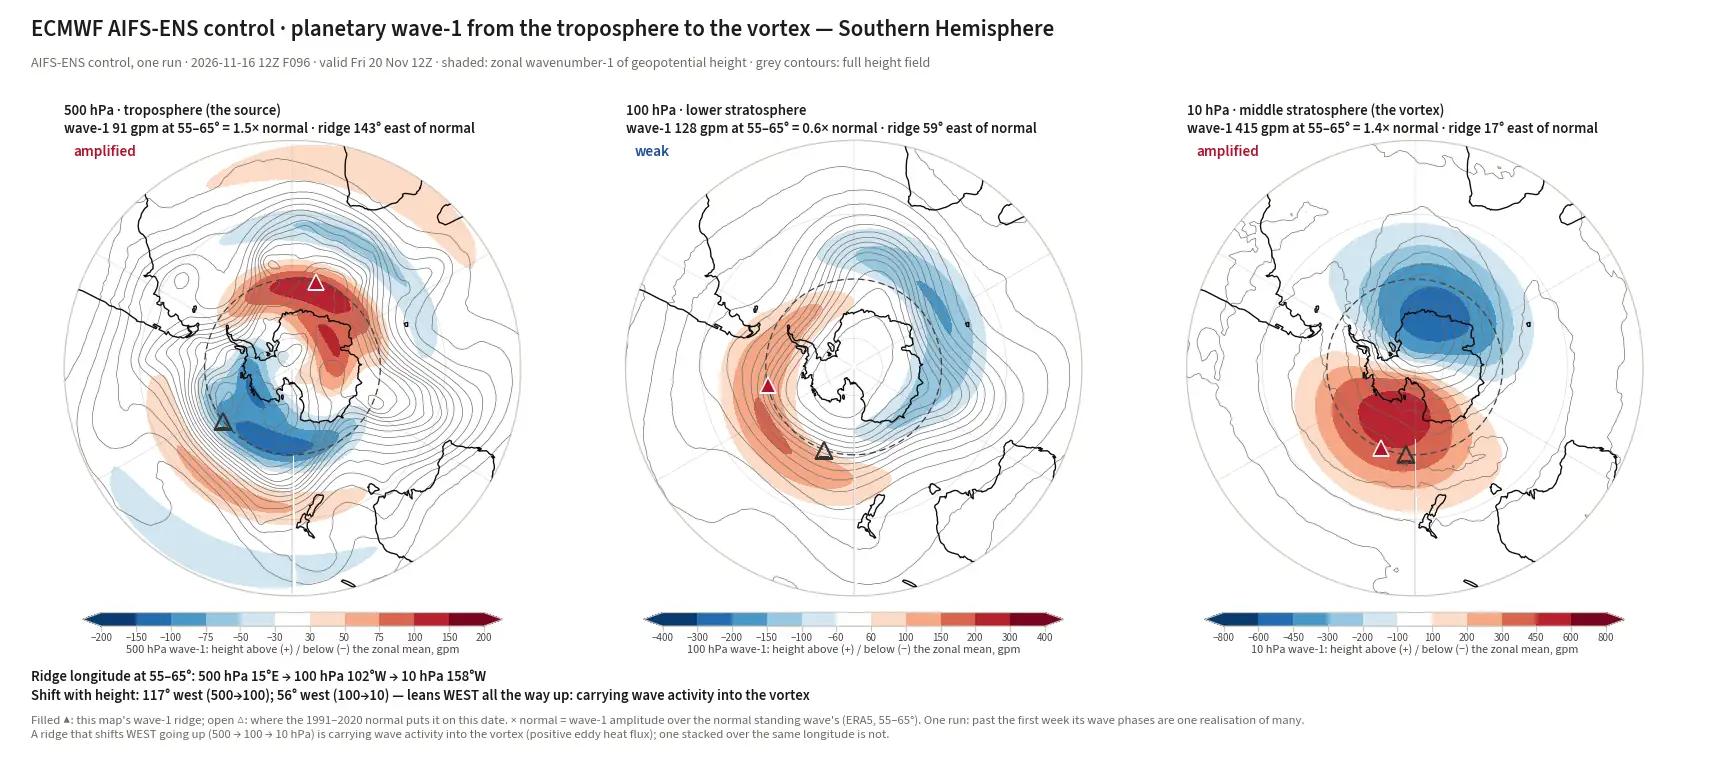 ECMWF AIFS-ENS control · planetary wave-1 from the troposphere to the vortex — Southern Hemisphere
AIFS-ENS control, one run · 2026-11-16 12Z F096 · valid Fri 20 Nov 12Z · shaded: zonal wavenumber-1 of geopotential height · grey contours: full height field
500 hPa · troposphere (the source)
wave-1 91 gpm at 55–65° = 1.5× normal · ridge 143° east of normal
amplified
100 hPa · lower stratosphere
wave-1 128 gpm at 55–65° = 0.6× normal · ridge 59° east of normal
weak
10 hPa · middle stratosphere (the vortex)
wave-1 415 gpm at 55–65° = 1.4× normal · ridge 17° east of normal
amplified
−200 −150 −100 −75 −50 −30 30 50 75 100 150 200
500 hPa wave-1: height above (+) / below (−) the zonal mean, gpm
−400 −300 −200 −150 −100 −60 60 100 150 200 300 400
100 hPa wave-1: height above (+) / below (−) the zonal mean, gpm
−800 −600 −450 −300 −200 −100 100 200 300 450 600 800
10 hPa wave-1: height above (+) / below (−) the zonal mean, gpm
Ridge longitude at 55–65°: 500 hPa 15°E → 100 hPa 102°W → 10 hPa 158°W
Shift with height: 117° west (500→100); 56° west (100→10) — leans WEST all the way up: carrying wave activity into the vortex
Filled ▲: this map's wave-1 ridge; open △: where the 1991–2020 normal puts it on this date. × normal = wave-1 amplitude over the normal standing wave's (ERA5, 55–65°). One run: past the first week its wave phases are one realisation of many.
A ridge that shifts WEST going up (500 → 100 → 10 hPa) is carrying wave activity into the vortex (positive eddy heat flux); one stacked over the same longitude is not.